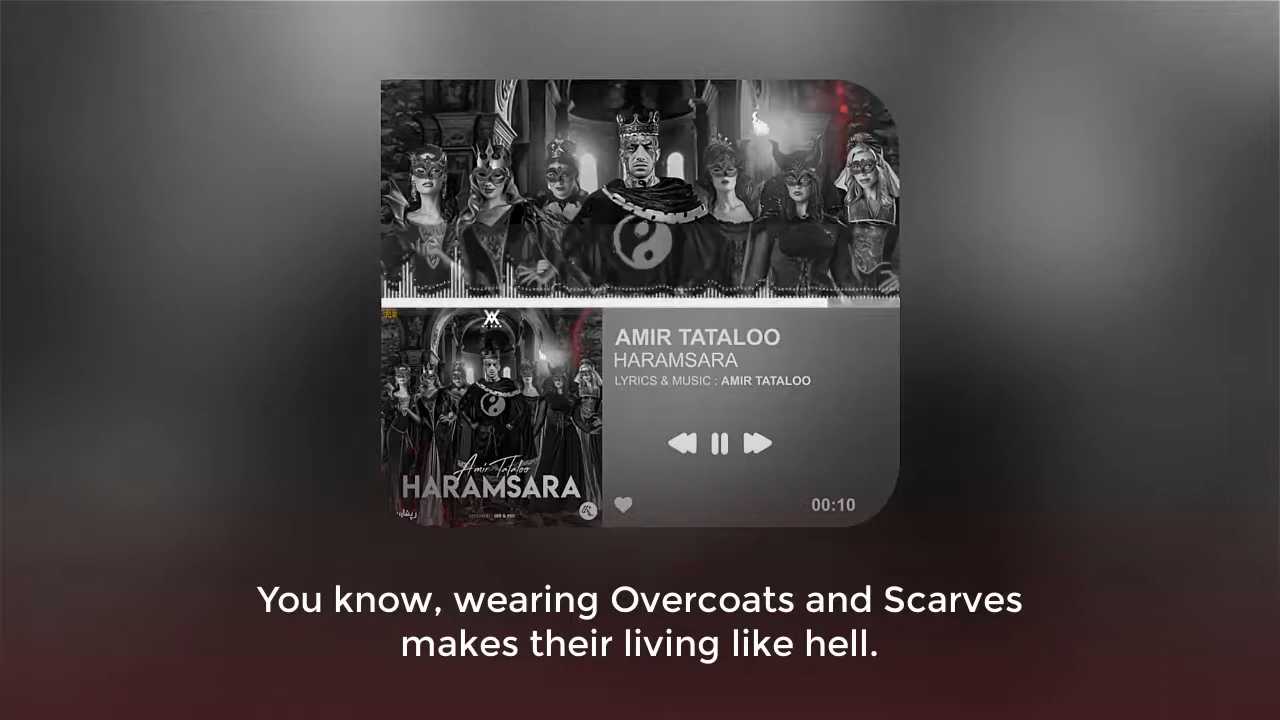 AMIR TATALOO
HARAMSARA
LYRICS & MUSIC : AMIR TATALOO
Amir Tataloo
HARAMSARA
00:10
You know, wearing Overcoats and Scarves
makes their living like hell.